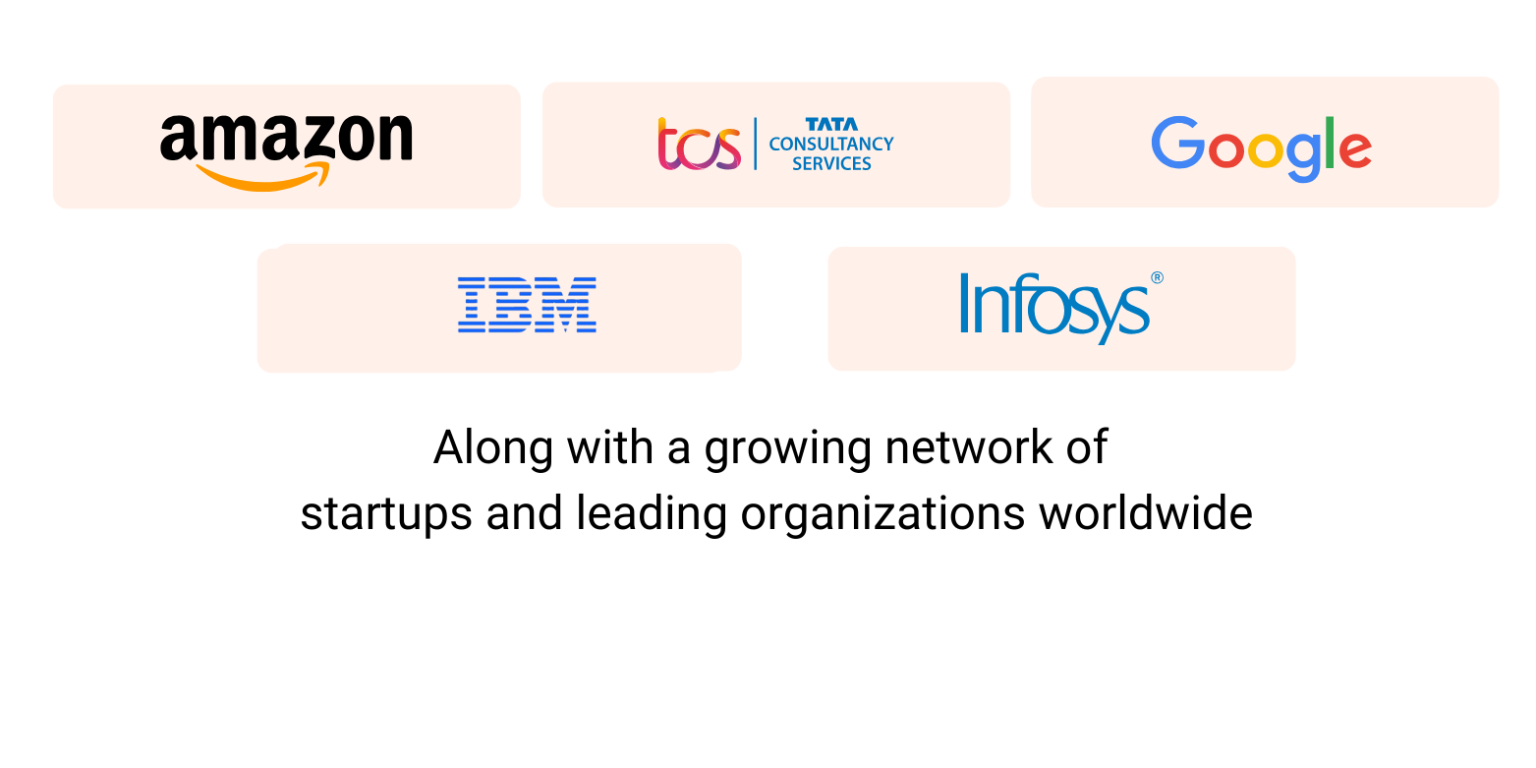 amazon
tcs TATA
CONSULTANCY
SERVICES
Google
IBM
Infosys®
Along with a growing network of
startups and leading organizations worldwide